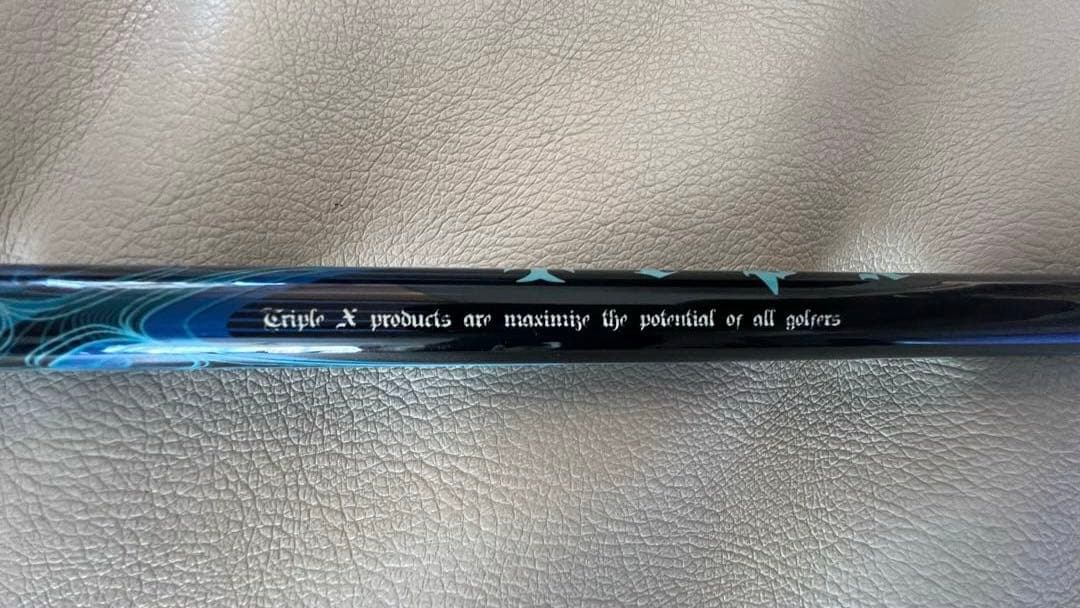 Triple X products are maximize the potential of all golfers